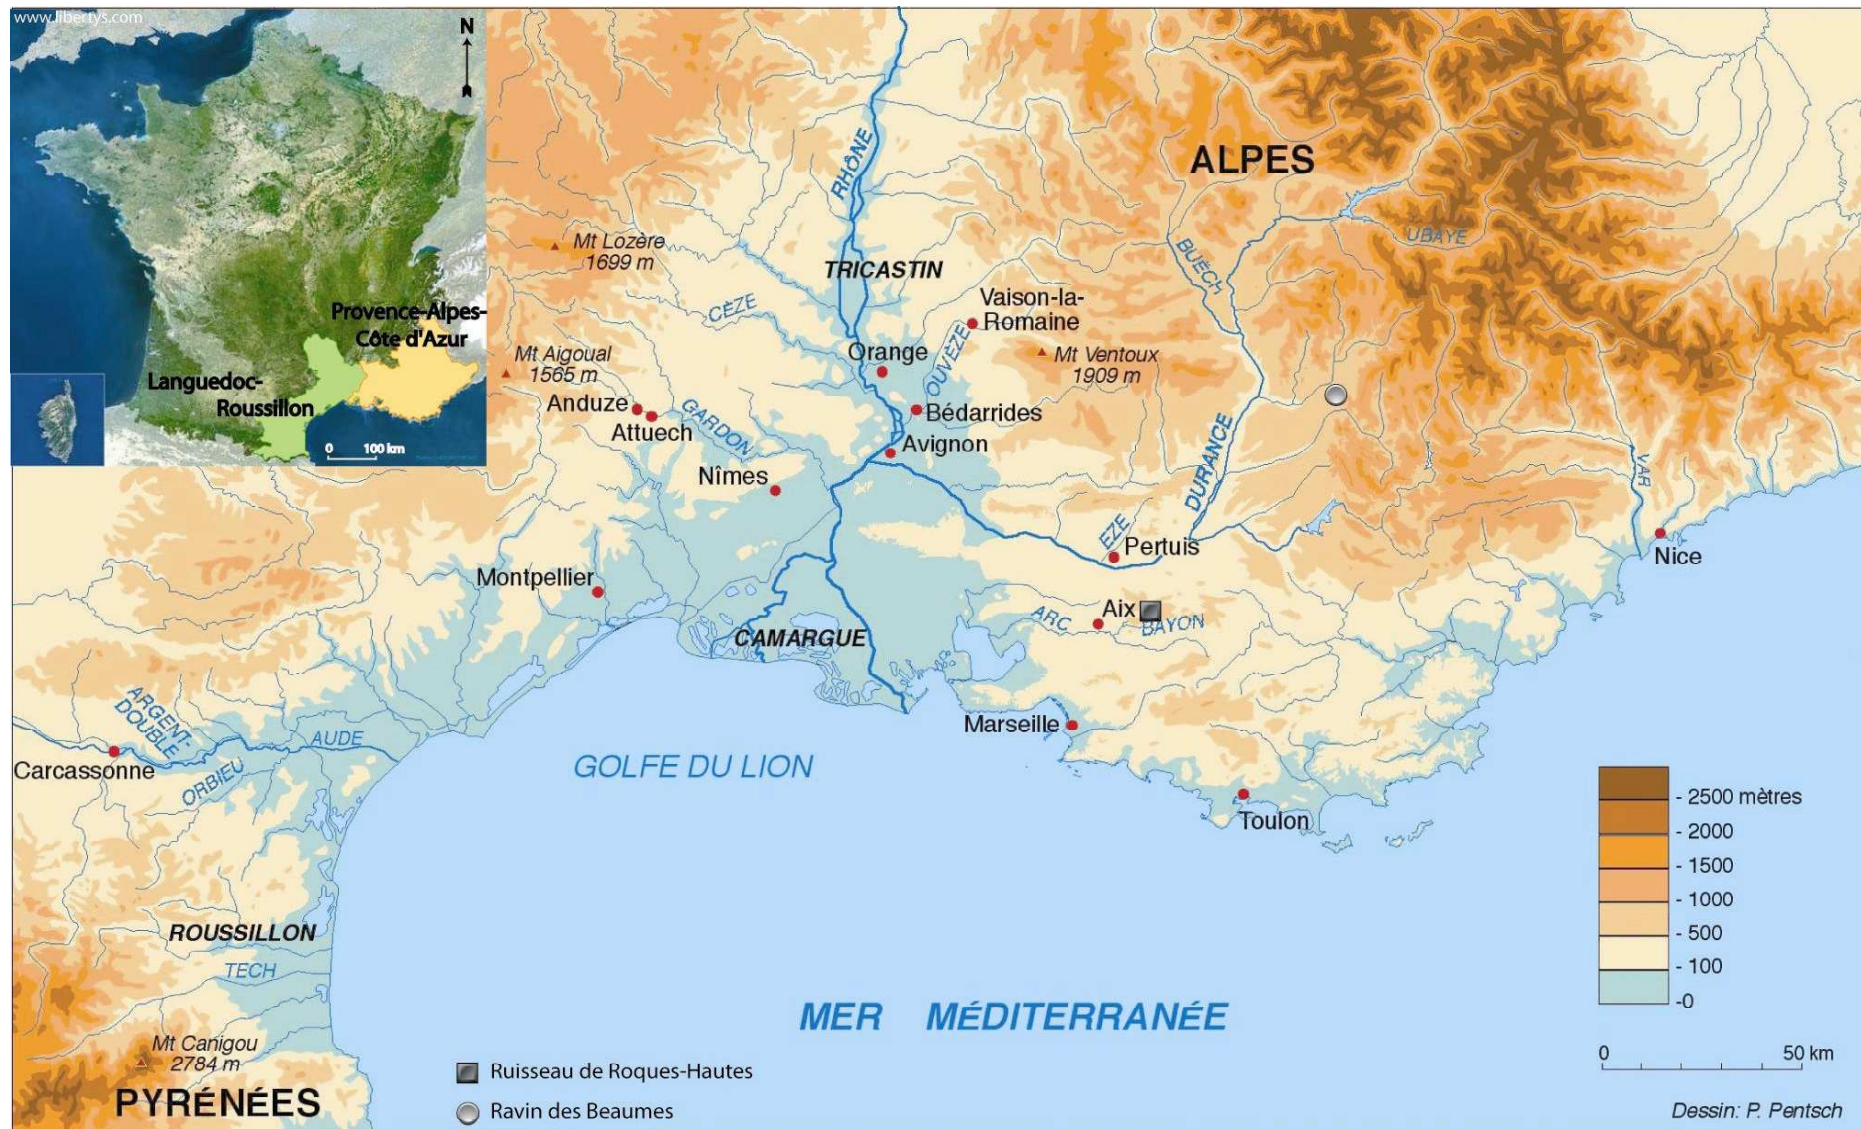 www.libertys.com
N
Provence-Alpes-
Côte d'Azur
Languedoc-
Roussillon
0 100 km
RHÔNE
ALPES
Mt Lozère
1699 m
TRICASTIN
BUËCH
UBAYE
CÈZE
Vaison-la-
Romaine
Orange
OUVÈZE
Mt Aigoual
1565 m
Mt Ventoux
1909 m
Anduze
Attuech
GARDON
Bédarrides
Avignon
DURANCE
VAR
Nîmes
EZE
Pertuis
Nice
Montpellier
CAMARGUE
ARC
Aix
BAYON
ARGENT-
DOUBLE
AUDE
Marseille
Carcassonne
ORBIEU
GOLFE DU LION
Toulon
- 2500 mètres
- 2000
- 1500
- 1000
- 500
- 100
-0
ROUSSILLON
TECH
MER MÉDITERRANÉE
Mt Canigou
2784 m
PYRÉNÉES
Ruisseau de Roques-Hautes
Ravin des Beaumes
0 50 km
Dessin: P. Pentsch